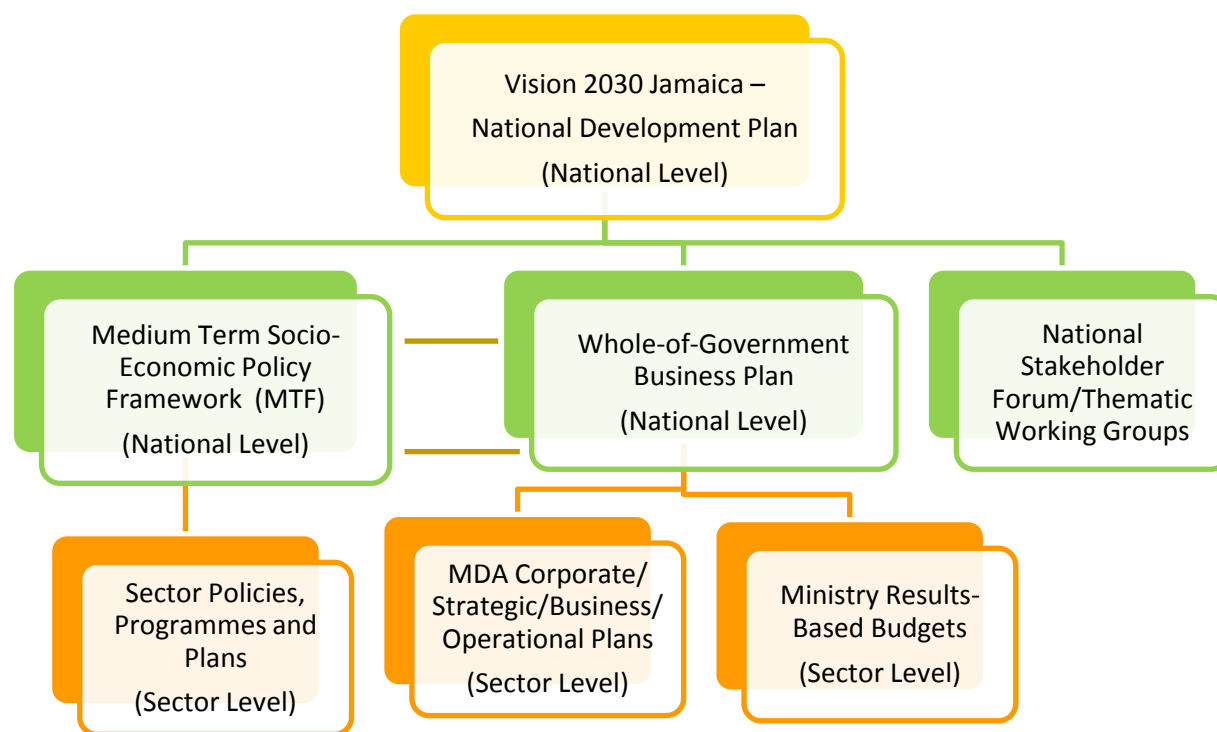 Vision 2030 Jamaica –
National Development Plan
(National Level)
Medium Term Socio-
Economic Policy
Framework  (MTF)
(National Level)
Whole-of-Government
Business Plan
(National Level)
National
Stakeholder
Forum/Thematic
Working Groups
Sector Policies,
Programmes and
Plans
(Sector Level)
MDA Corporate/
Strategic/Business/
Operational Plans
(Sector Level)
Ministry Results-
Based Budgets
(Sector Level)